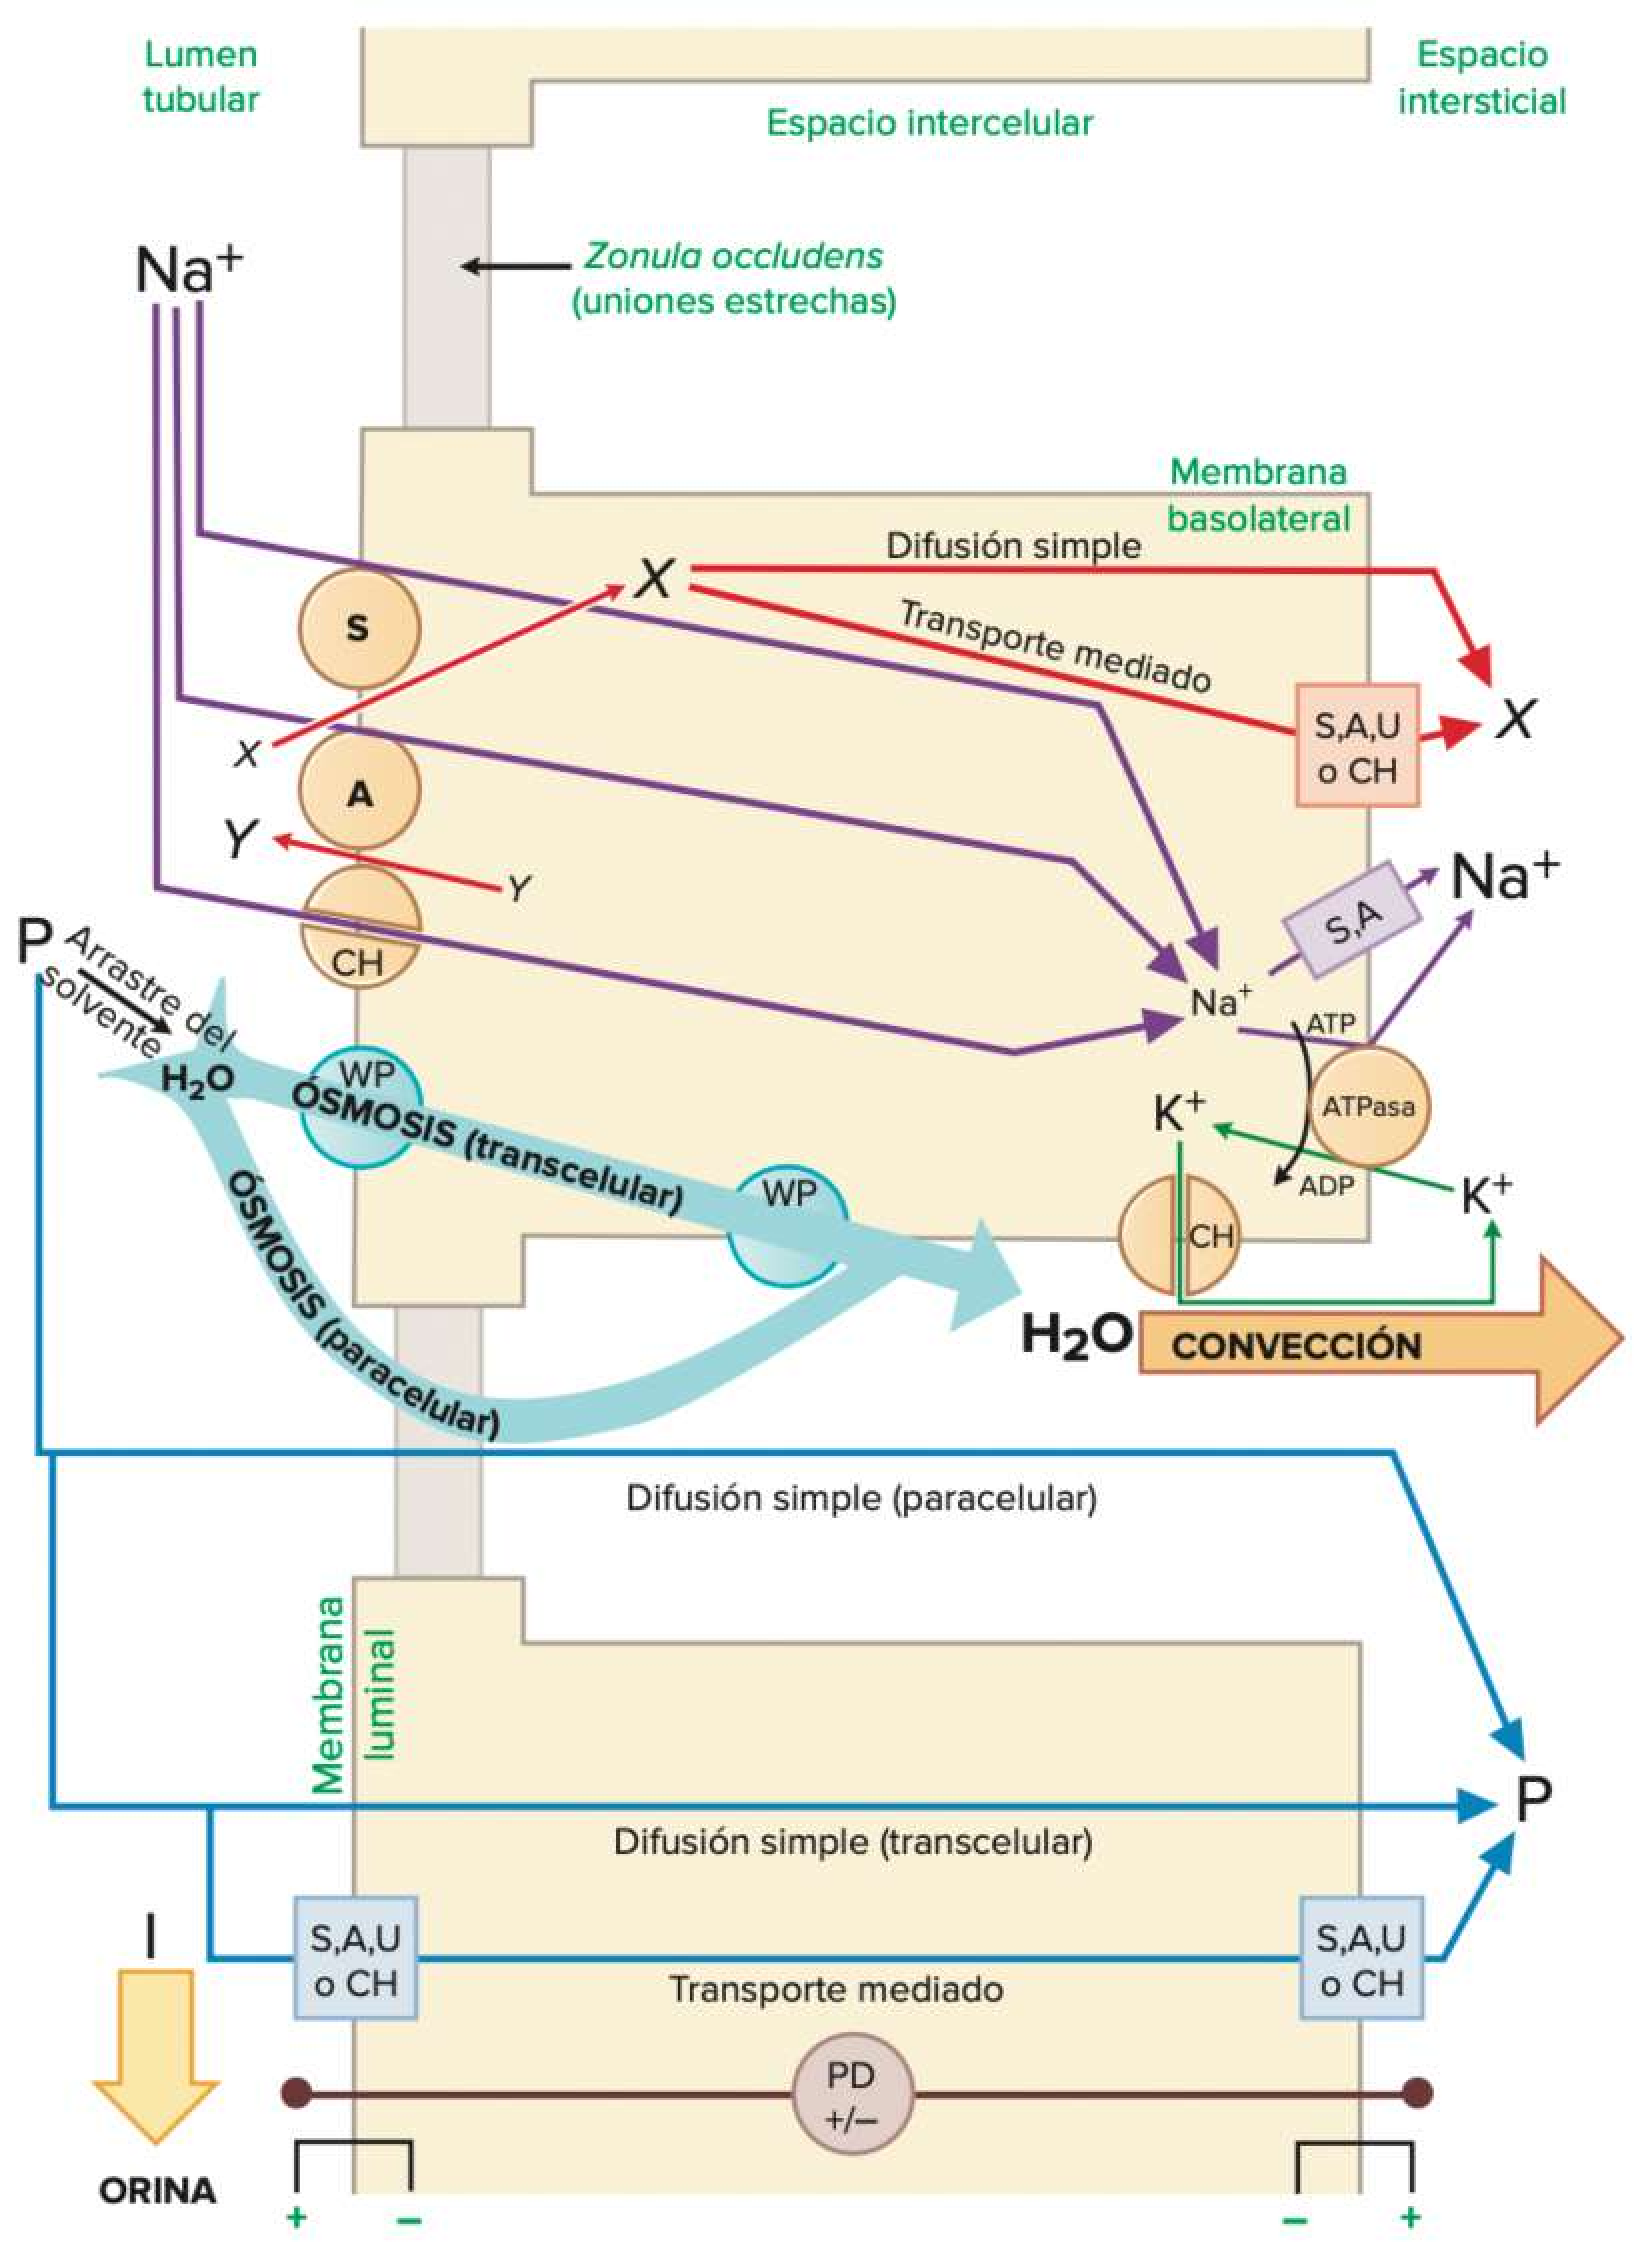 Lumen
tubular
Espacio
intersticial
Espacio intercelular
Na⁺
Zonula occludens
(uniones estrechas)
Membrana
basolateral
Difusión simple
X
Transporte mediado
S
S,A,U
o CH
X
X
A
Y
Y
Na⁺
S,A
CH
P
Arrastre del
solvente
Na⁺
ATP
H₂O
WP
ÓSMOSIS (transcelular)
K⁺
ATPasa
ADP
K⁺
WP
CH
ÓSMOSIS (paracelular)
H₂O
CONVECCIÓN
Difusión simple (paracelular)
Membrana
luminal
P
Difusión simple (transcelular)
I
S,A,U
o CH
S,A,U
o CH
Transporte mediado
PD
+/–
ORINA
+ – – +